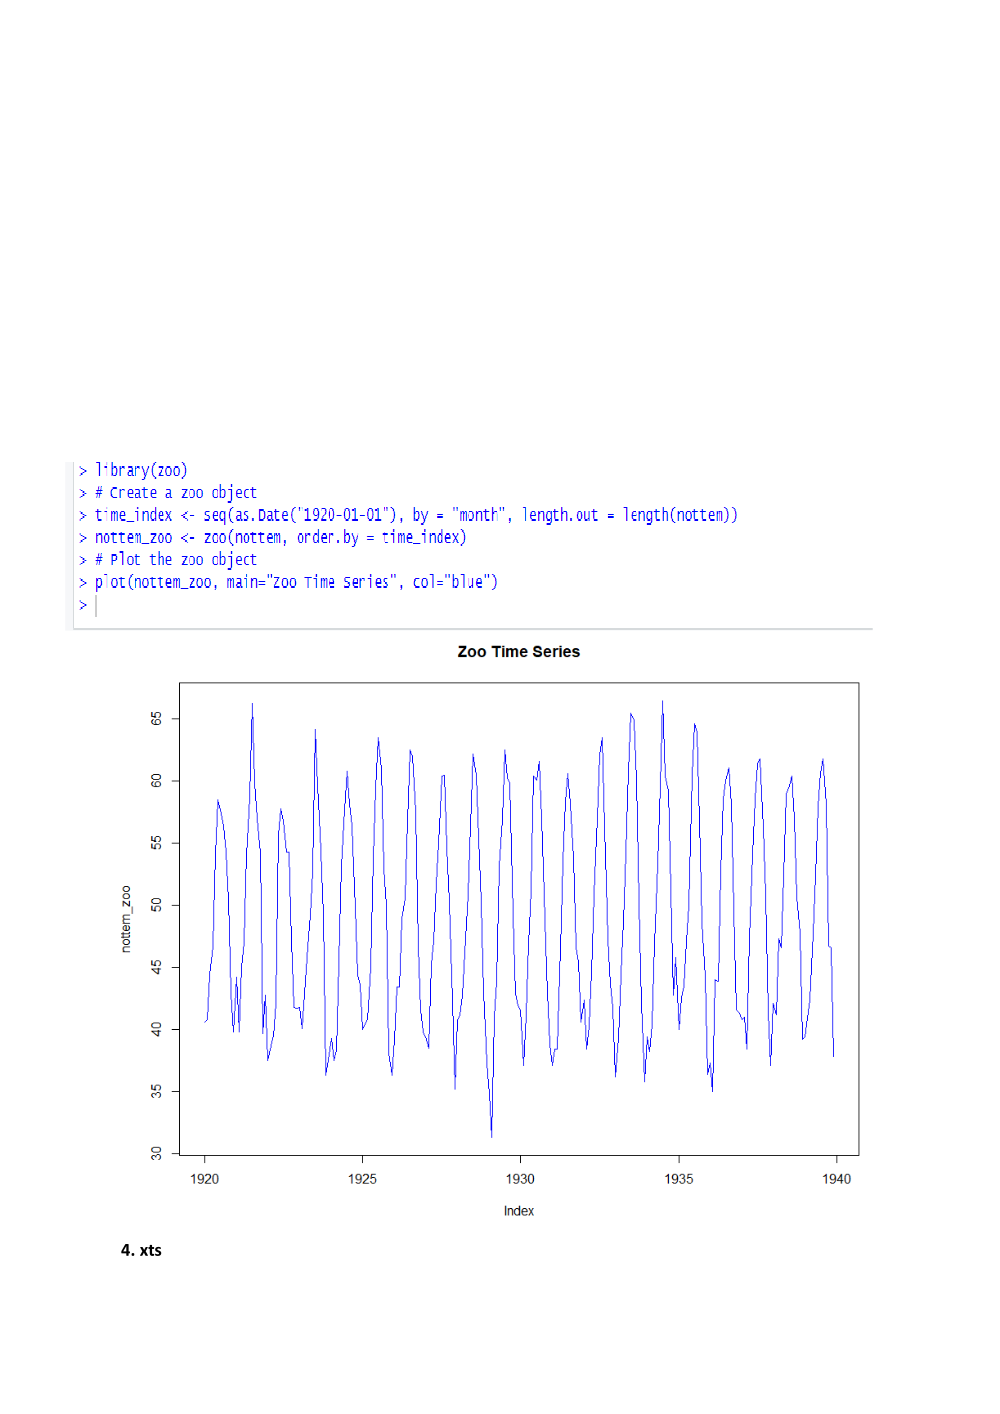 > library(zoo)
> # Create a zoo object
> time_index <- seq(as.Date("1920-01-01"), by = "month", length.out = length(nottem))
> nottem_zoo <- zoo(nottem, order.by = time_index)
> # Plot the zoo object
> plot(nottem_zoo, main="Zoo Time Series", col="blue")
>
Zoo Time Series
nottem_zoo
65
60
55
50
45
40
35
30
1920 1925 1930 1935 1940
Index
4. xts